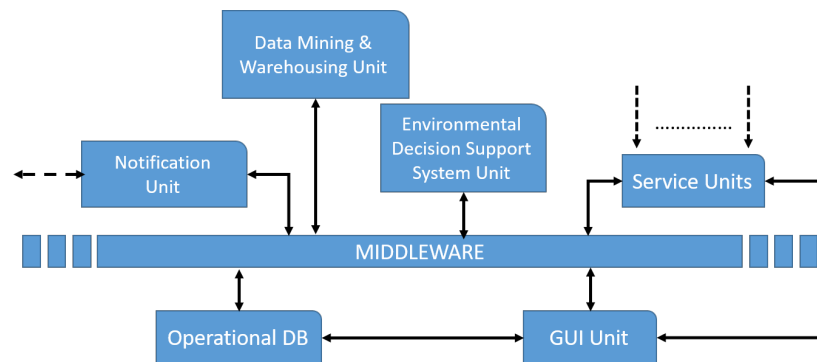 Data Mining &
Warehousing Unit
Environmental
Decision Support
System Unit
Notification
Unit
Service Units
MIDDLEWARE
Operational DB
GUI Unit